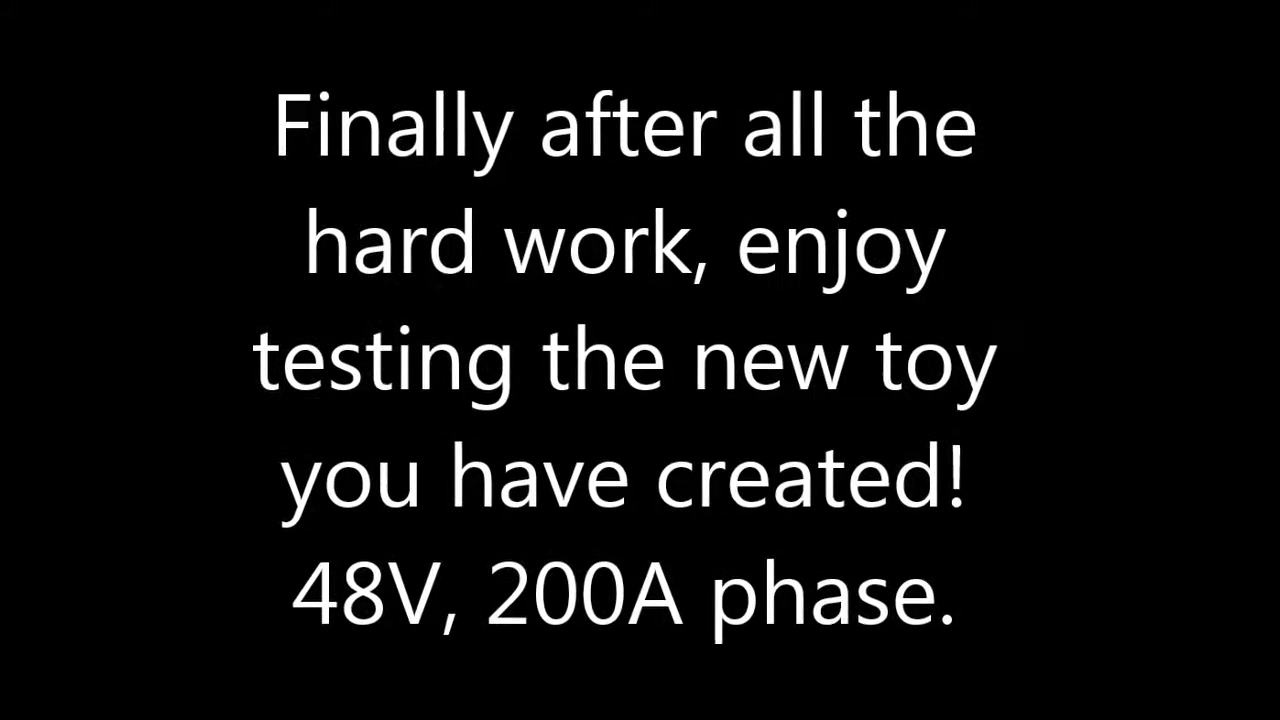 Finally after all the
hard work, enjoy
testing the new toy
you have created!
48V, 200A phase.